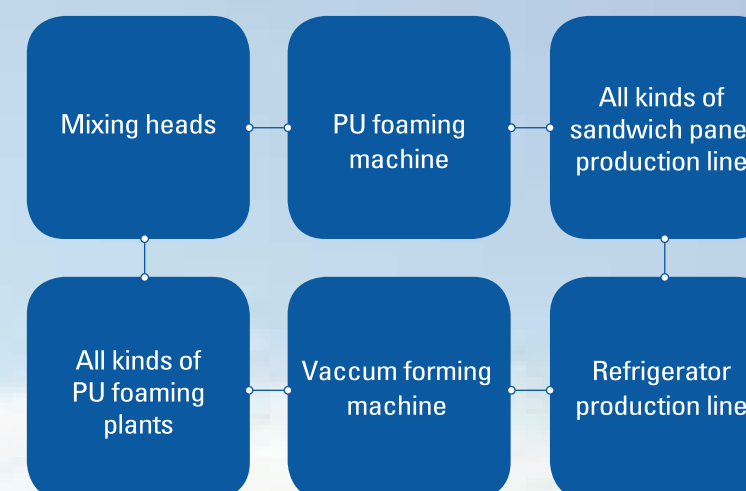 Mixing heads
PU foaming
machine
All kinds of
sandwich pane
production line
All kinds of
PU foaming
plants
Vaccum forming
machine
Refrigerator
production line